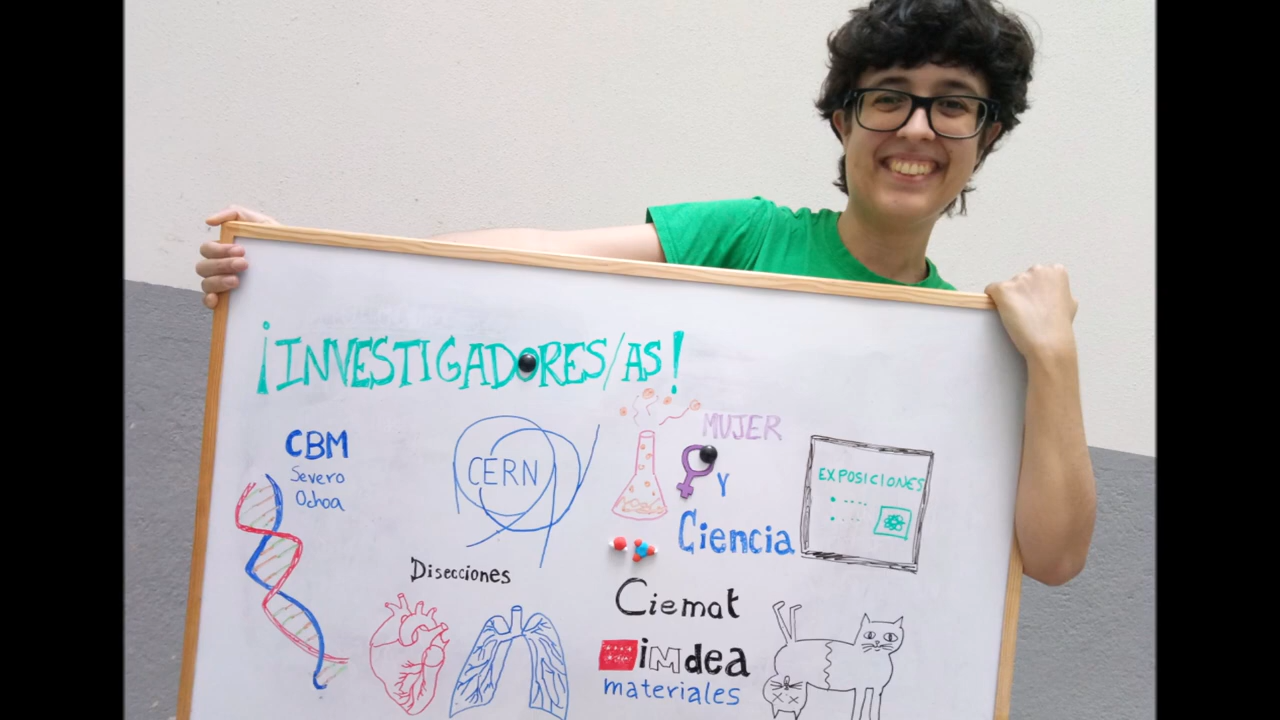 ¡INVESTIGADORES/AS!
CBM
Severo
Ochoa
CERN
MUJER
Y
Ciencia
EXPOSICIONES
Disecciones
Ciemat
iMdea
materiales